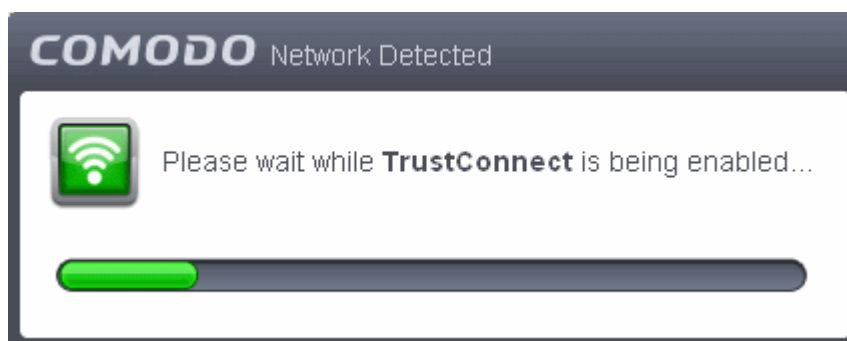 COMODO Network Detected
Please wait while TrustConnect is being enabled...